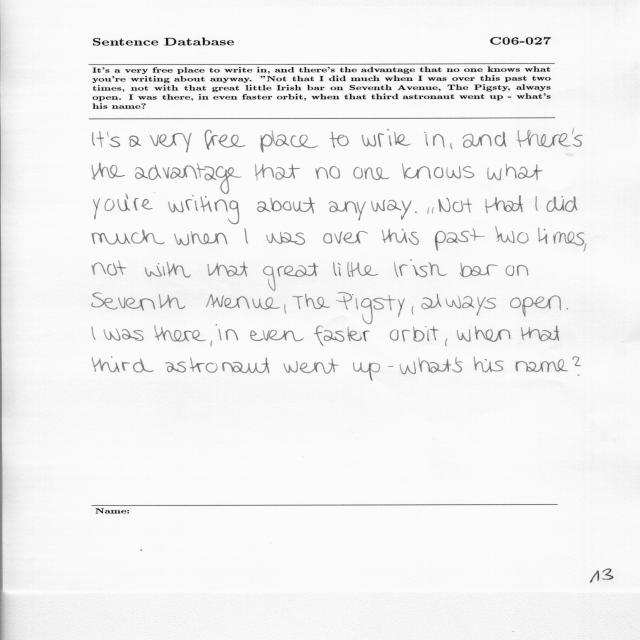 Sentence Database C06-027
It's a very free place to write in, and there's the advantage that no one knows what
you're writing about anyway. "Not that I did much when I was over this past two
times, not with that great little Irish bar on Seventh Avenue, The Pigsty, always
open. I was there, in even faster orbit, when that third astronaut went up - what's
his name?
It's a very free place to write in, and there's
the advantage that no one knows what
you're writing about anyway. „Not that I did
much when I was over this past two times,
not with that great little Irish bar on
Seventh Avenue, The Pigsty, always open.
I was there, in even faster orbit, when that
third astronaut went up - what's his name?
Name:
13